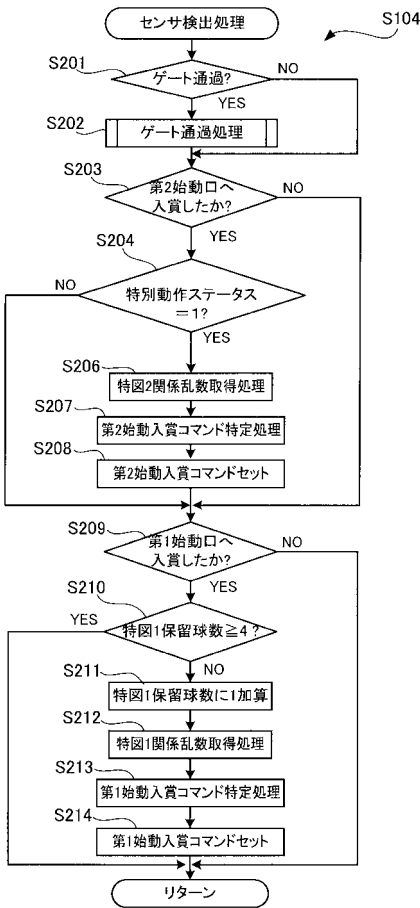 センサ検出処理
S104
S201
ゲート通過?
NO
YES
S202
ゲート通過処理
S203
第2始動口へ
入賞したか?
NO
YES
S204
NO
特別動作ステータス
=1?
YES
S206
特図2関係乱数取得処理
S207
第2始動入賞コマンド特定処理
S208
第2始動入賞コマンドセット
S209
第1始動口へ
入賞したか?
NO
YES
S210
YES
特図1保留球数≧4?
NO
S211
特図1保留球数に1加算
S212
特図1関係乱数取得処理
S213
第1始動入賞コマンド特定処理
S214
第1始動入賞コマンドセット
リターン